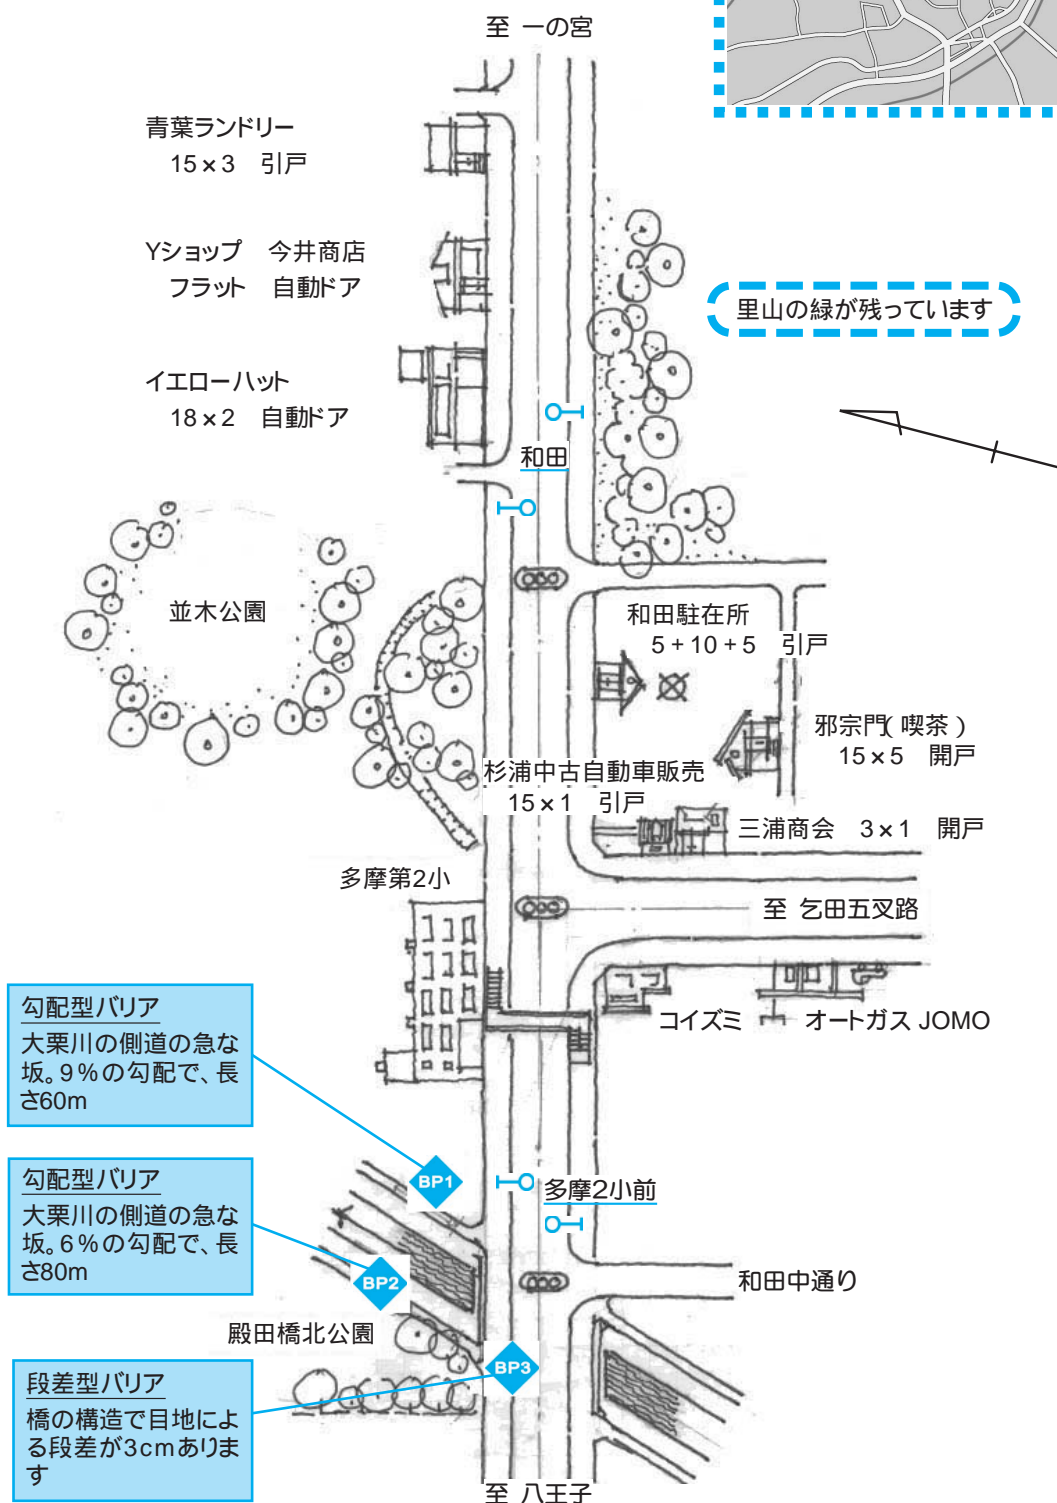 至 一の宮
青葉ランドリー
15×3　引戸
Yショップ　今井商店
フラット　自動ドア
里山の緑が残っています
イエローハット
18×2　自動ドア
和田
並木公園
和田駐在所
5+10+5　引戸
邪宗門(喫茶)
15×5　開戸
杉浦中古自動車販売
15×1　引戸
三浦商会　3×1　開戸
多摩第2小
至 乞田五叉路
コイズミ
オートガス JOMO
勾配型バリア
大栗川の側道の急な
坂。9%の勾配で、長
さ60m
BP1
多摩2小前
勾配型バリア
大栗川の側道の急な
坂。6%の勾配で、長
さ80m
BP2
和田中通り
殿田橋北公園
BP3
段差型バリア
橋の構造で目地によ
る段差が3cmありま
す
至 八王子